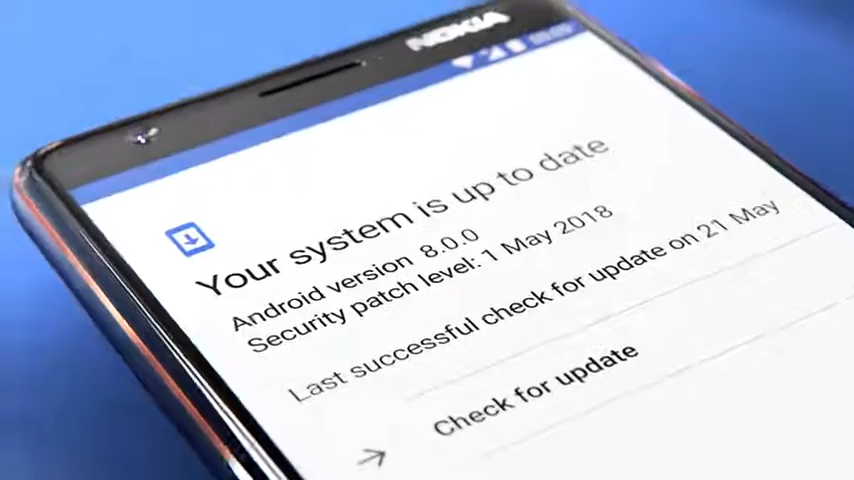 NOKIA
Your system is up to date
Android version 8.0.0
Security patch level: 1 May 2018
Last successful check for update on 21 May
Check for update